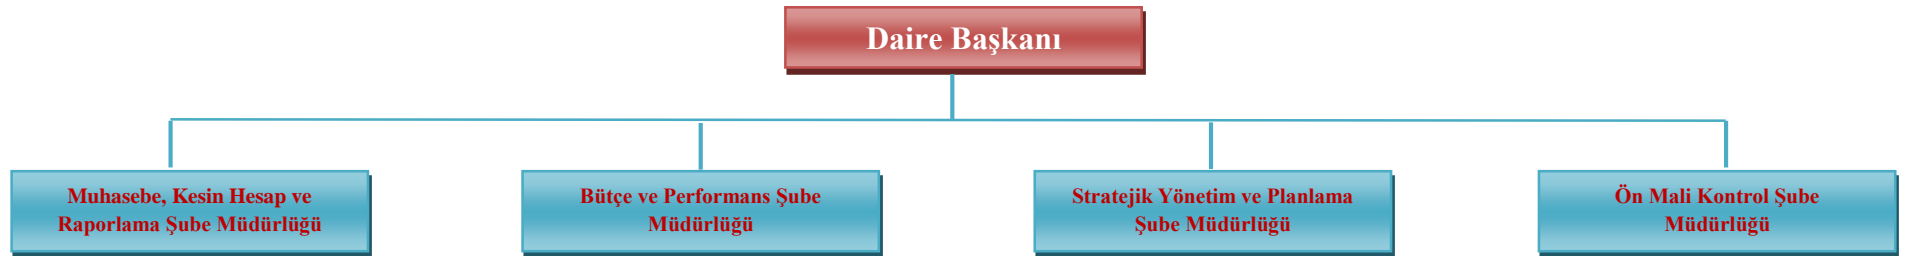 Daire Başkanı
Muhasebe, Kesin Hesap ve
Raporlama Şube Müdürlüğü
Bütçe ve Performans Şube
Müdürlüğü
Stratejik Yönetim ve Planlama
Şube Müdürlüğü
Ön Mali Kontrol Şube
Müdürlüğü